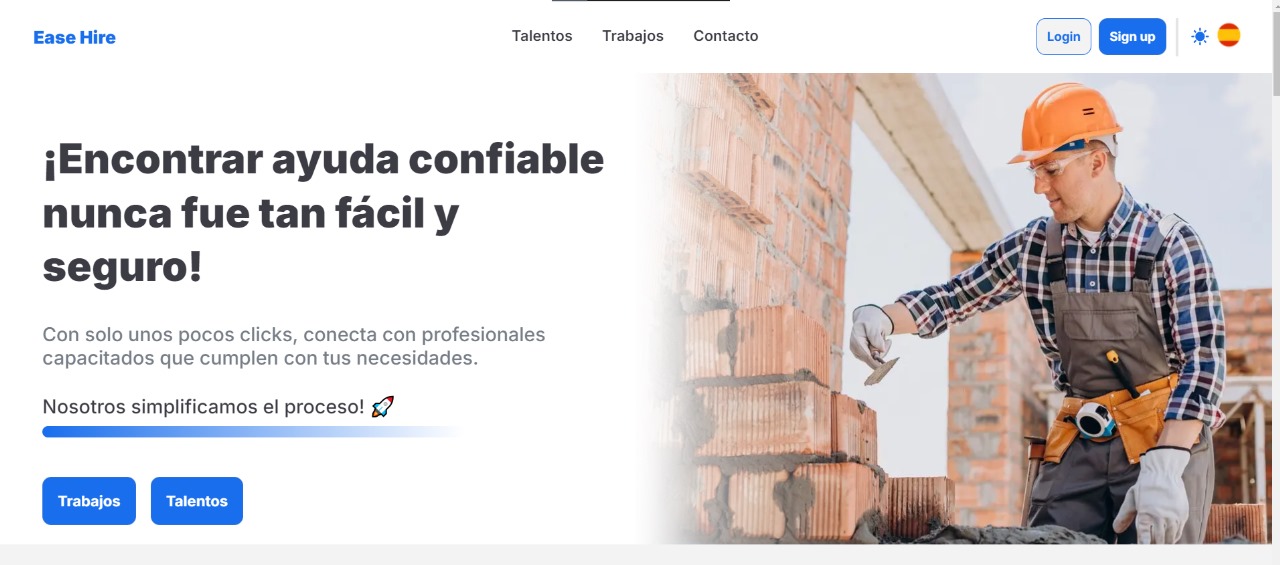 Ease Hire
Talentos
Trabajos
Contacto
Login
Sign up
¡Encontrar ayuda confiable
nunca fue tan fácil y
seguro!
Con solo unos pocos clicks, conecta con profesionales
capacitados que cumplen con tus necesidades.
Nosotros simplificamos el proceso! 🚀
Trabajos
Talentos